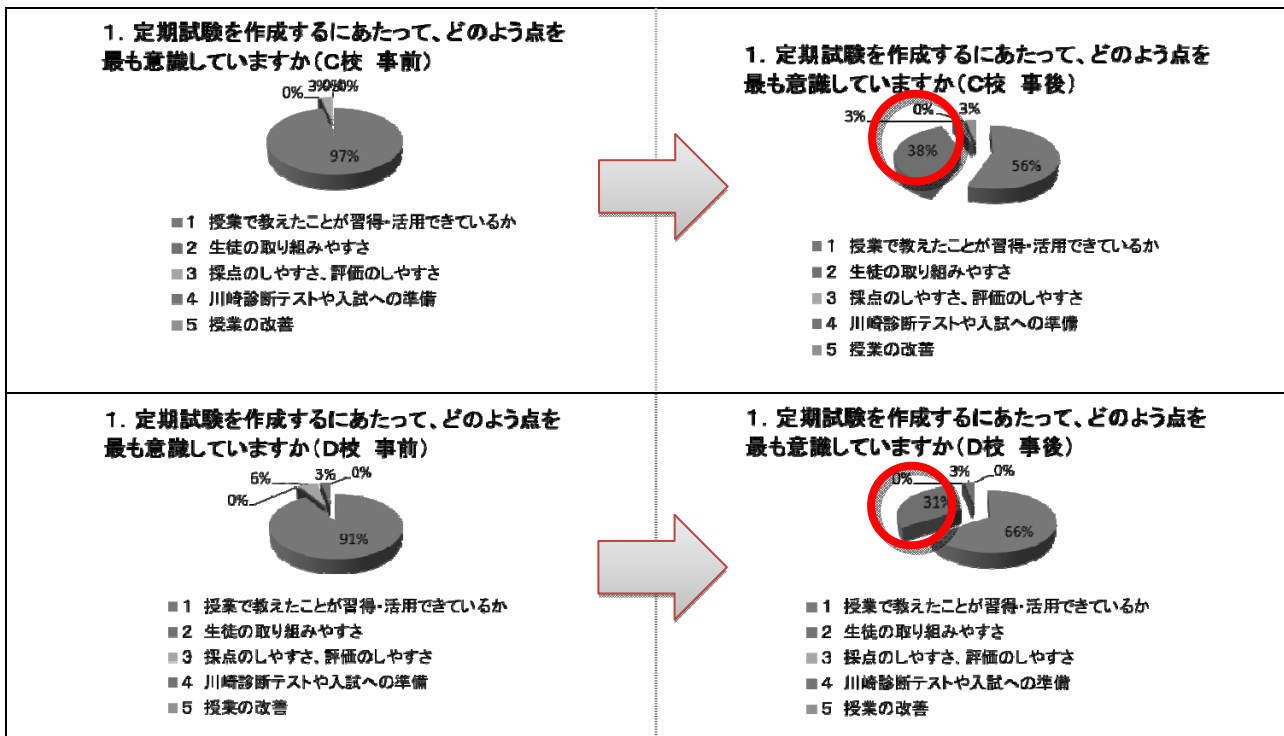 1. 定期試験を作成するにあたって、どのよう点を
最も意識していますか(C校 事前)
0%
3%
0%
0%
97%
■1 授業で教えたことが習得・活用できているか
■2 生徒の取り組みやすさ
■3 採点のしやすさ、評価のしやすさ
■4 川崎診断テストや入試への準備
■5 授業の改善
1. 定期試験を作成するにあたって、どのよう点を
最も意識していますか(C校 事後)
3%
0%
3%
38%
56%
■1 授業で教えたことが習得・活用できているか
■2 生徒の取り組みやすさ
■3 採点のしやすさ、評価のしやすさ
■4 川崎診断テストや入試への準備
■5 授業の改善
1. 定期試験を作成するにあたって、どのよう点を
最も意識していますか(D校 事前)
6%
3%
0%
0%
91%
■1 授業で教えたことが習得・活用できているか
■2 生徒の取り組みやすさ
■3 採点のしやすさ、評価のしやすさ
■4 川崎診断テストや入試への準備
■5 授業の改善
1. 定期試験を作成するにあたって、どのよう点を
最も意識していますか(D校 事後)
0%
3%
0%
31%
66%
■1 授業で教えたことが習得・活用できているか
■2 生徒の取り組みやすさ
■3 採点のしやすさ、評価のしやすさ
■4 川崎診断テストや入試への準備
■5 授業の改善